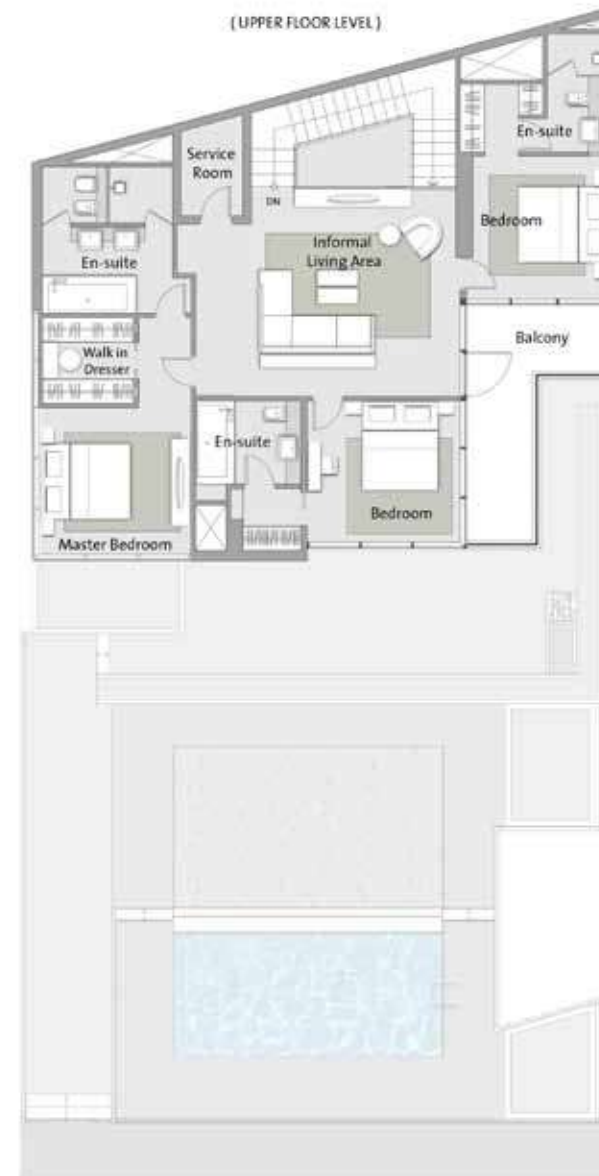 ( UPPER FLOOR LEVEL )
En-suite
Service
Room
Bedroom
DN
Informal
Living Area
En-suite
Balcony
Walk in
Dresser
En-suite
Bedroom
Master Bedroom